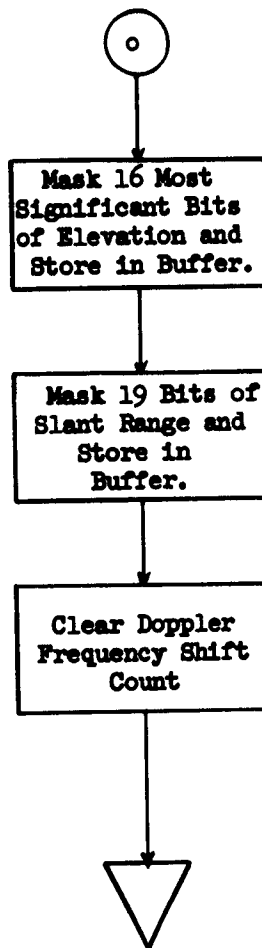 o
Mask 16 Most
Significant Bits
of Elevation and
Store in Buffer.
Mask 19 Bits of
Slant Range and
Store in
Buffer.
Clear Doppler
Frequency Shift
Count